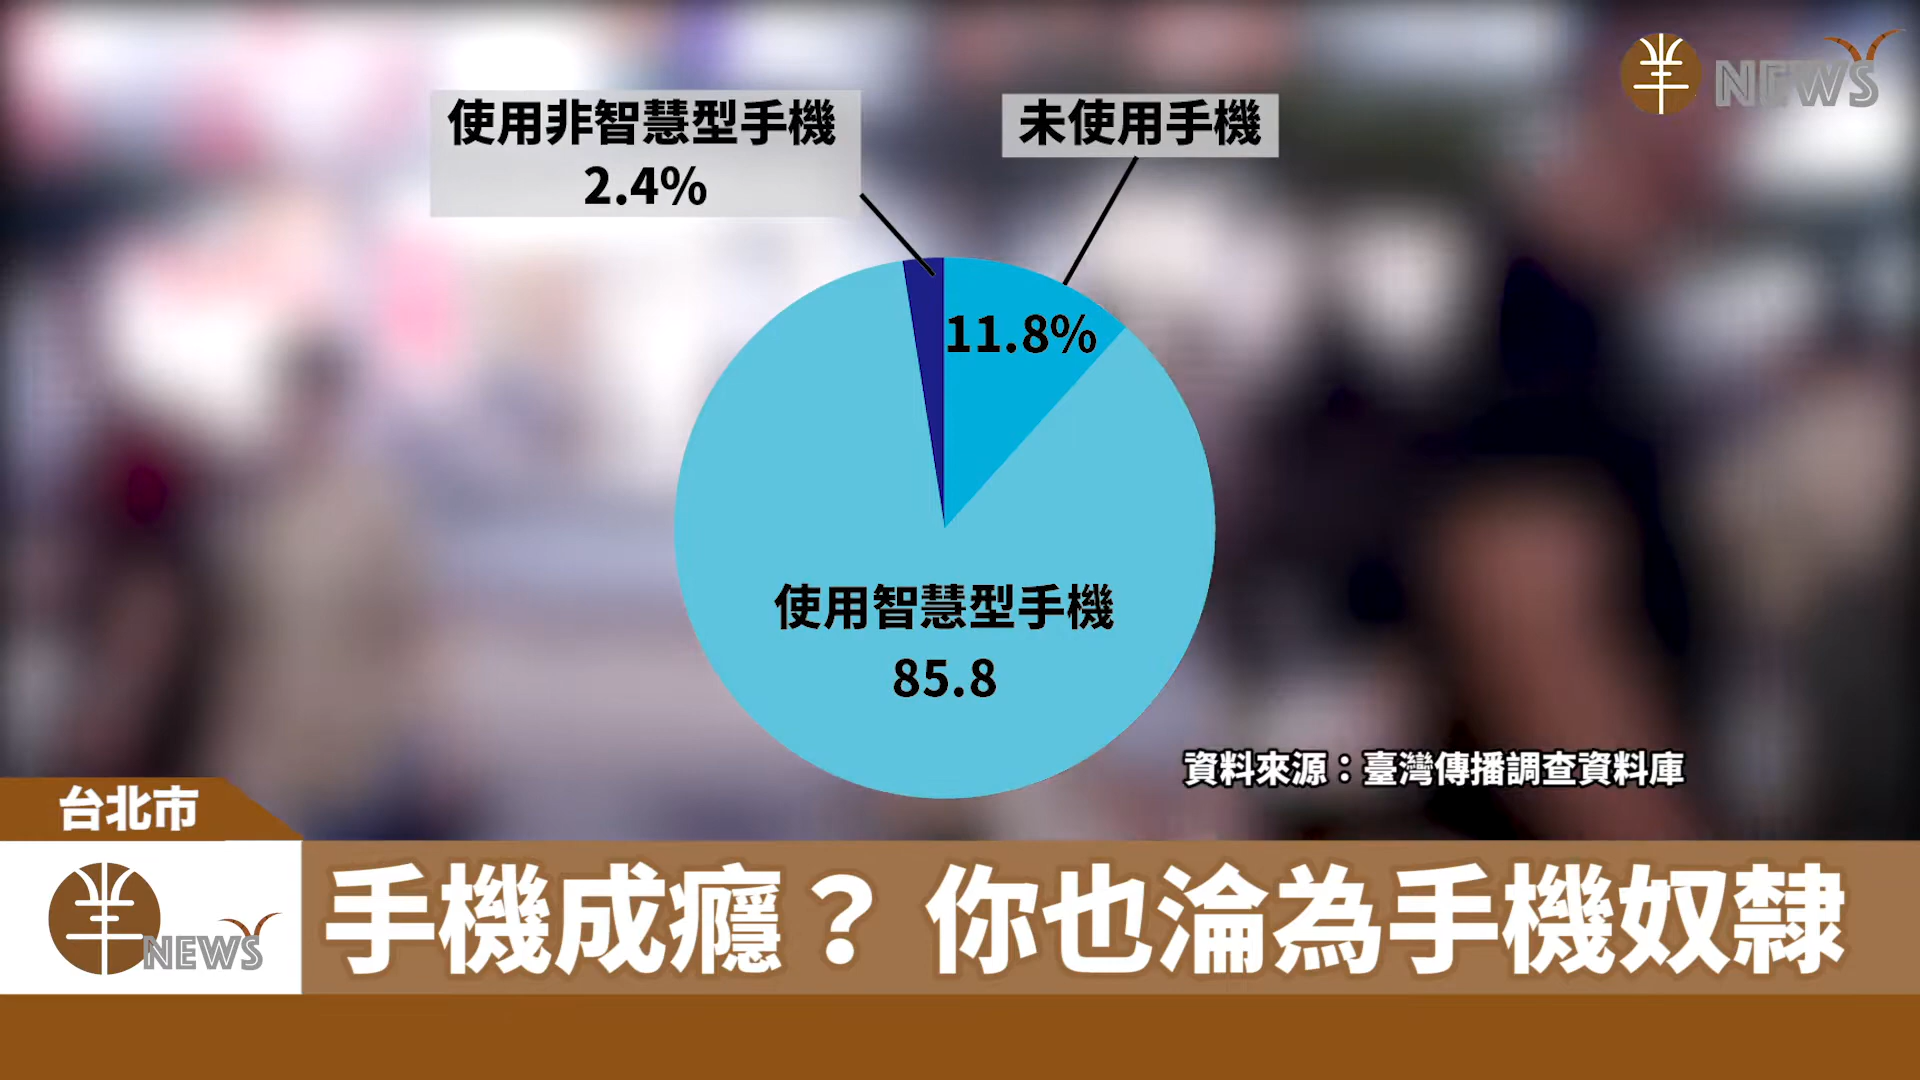 羊 NEWS
使用非智慧型手機
2.4%
未使用手機
11.8%
使用智慧型手機
85.8
資料來源：臺灣傳播調查資料庫
台北市
羊 NEWS
手機成癮？ 你也淪為手機奴隸